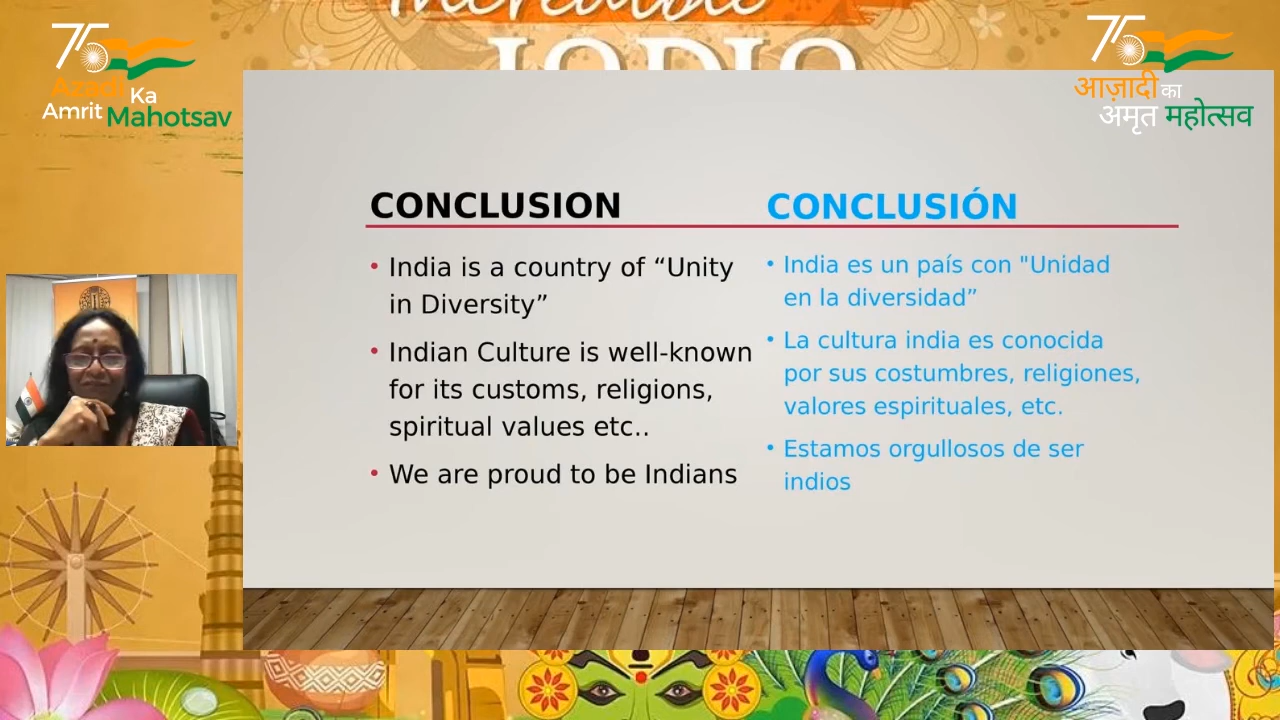 Incredible
INDIA
75
Azadi Ka
Amrit Mahotsav
75
आज़ादी का
अमृत महोत्सव
CONCLUSION
• India is a country of “Unity
in Diversity”
• Indian Culture is well-known
for its customs, religions,
spiritual values etc..
• We are proud to be Indians
CONCLUSIÓN
• India es un país con "Unidad
en la diversidad”
• La cultura india es conocida
por sus costumbres, religiones,
valores espirituales, etc.
• Estamos orgullosos de ser
indios